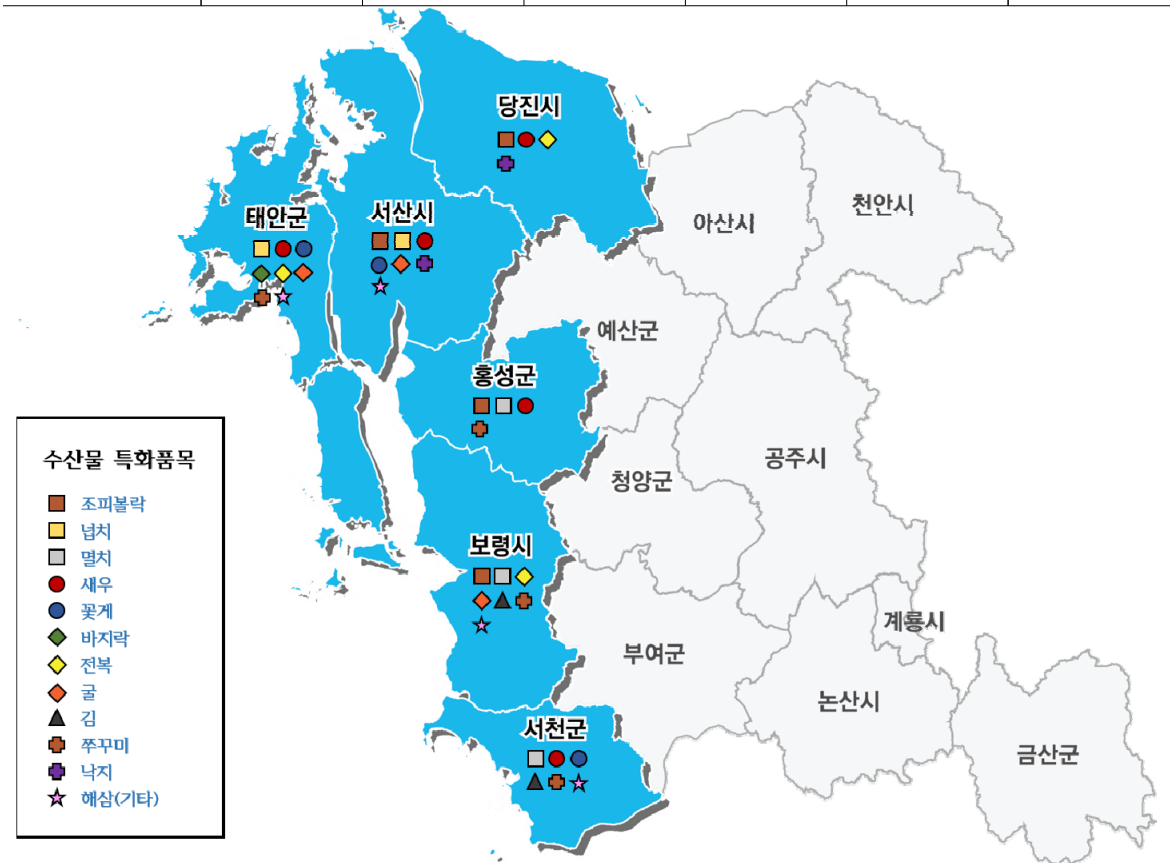 당진시
태안군
서산시
아산시
천안시
예산군
홍성군
청양군
공주시
보령시
계룡시
부여군
논산시
서천군
금산군
수산물 특화품목
조피볼락
넙치
멸치
새우
꽃게
바지락
전복
굴
김
쭈꾸미
낙지
해삼(기타)